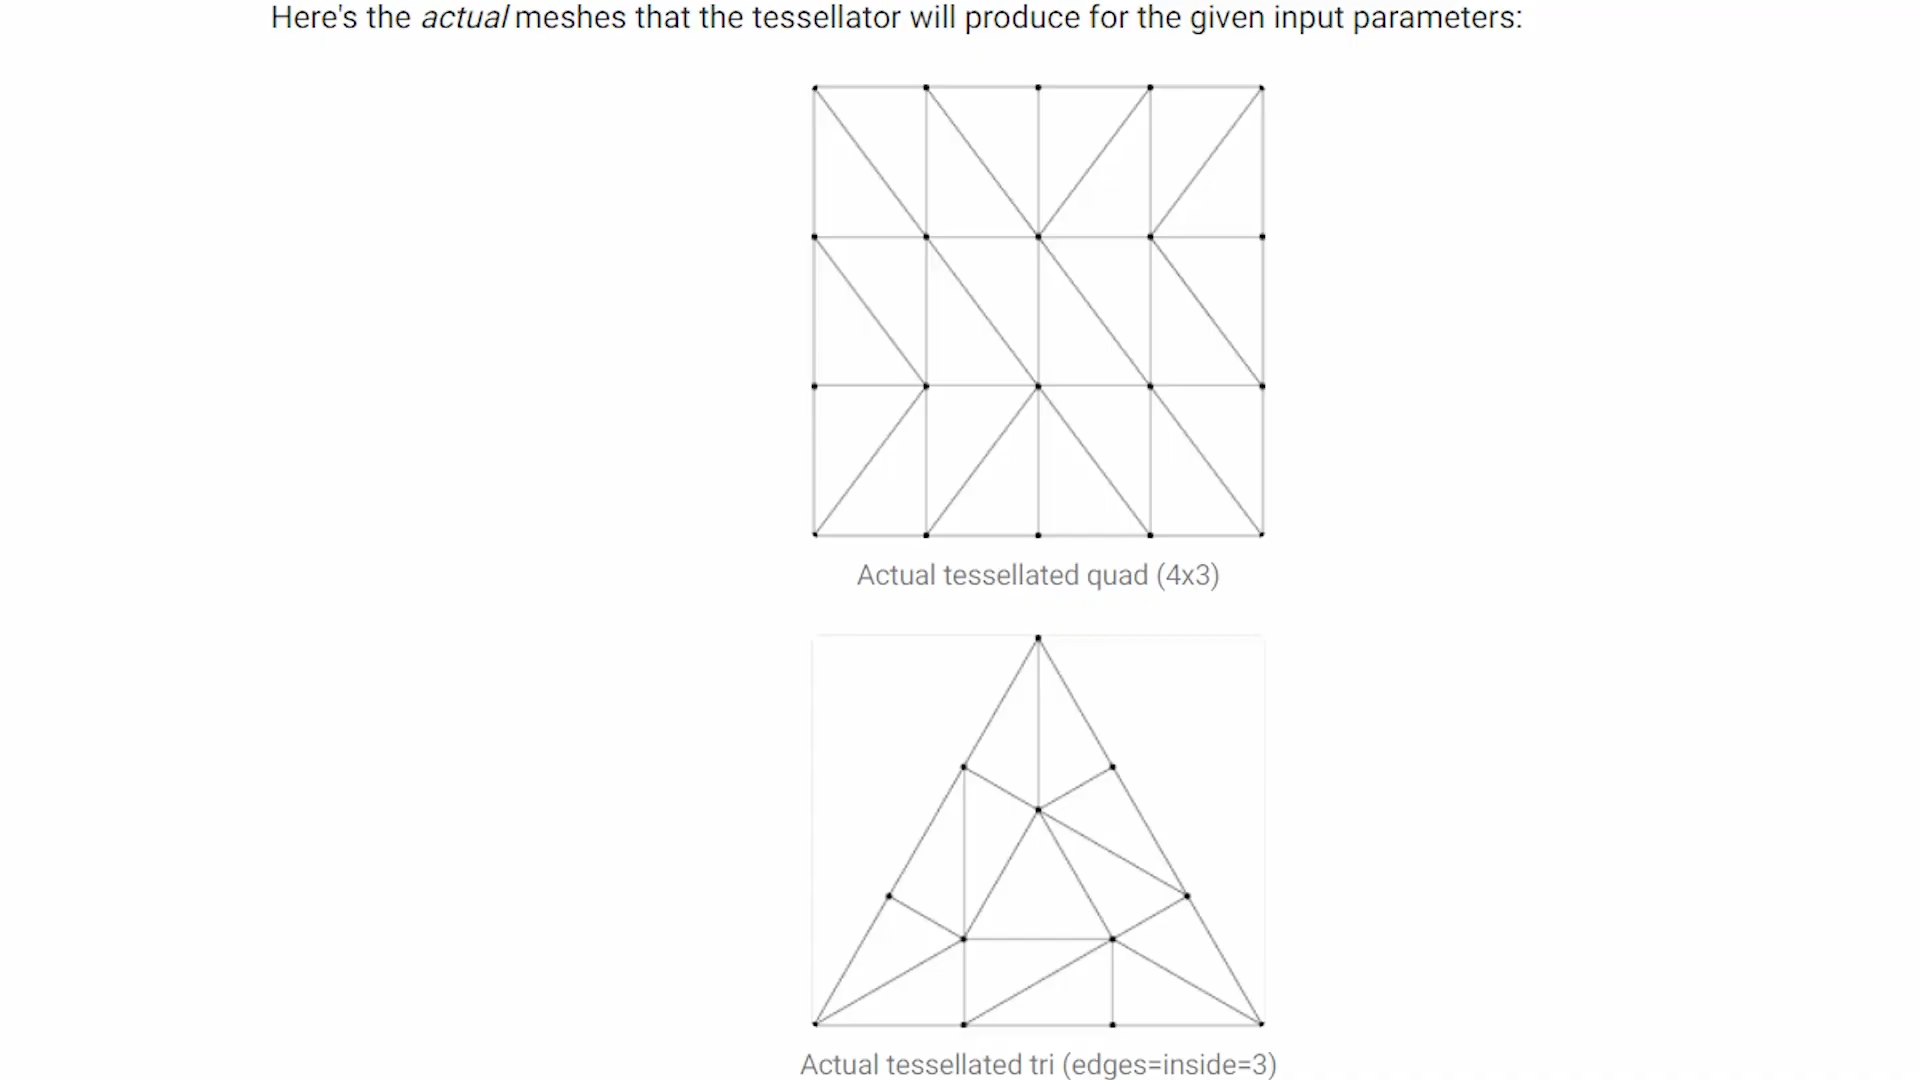 Here's the actual meshes that the tessellator will produce for the given input parameters:
Actual tessellated quad (4x3)
Actual tessellated tri (edges=inside=3)